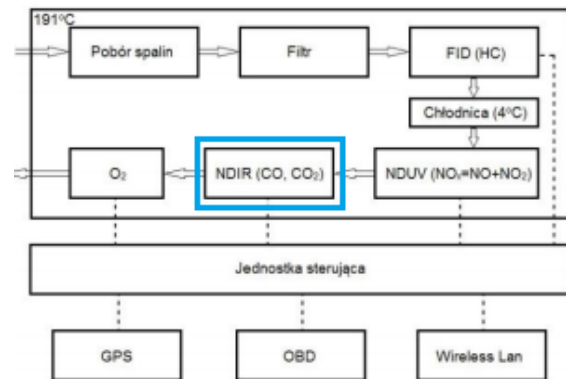 191°C
Pobór spalin
Filtr
FID (HC)
Chłodnica (4°C)
O₂
NDIR (CO, CO₂)
NDUV (NOₓ=NO+NO₂)
Jednostka sterująca
GPS
OBD
Wireless Lan